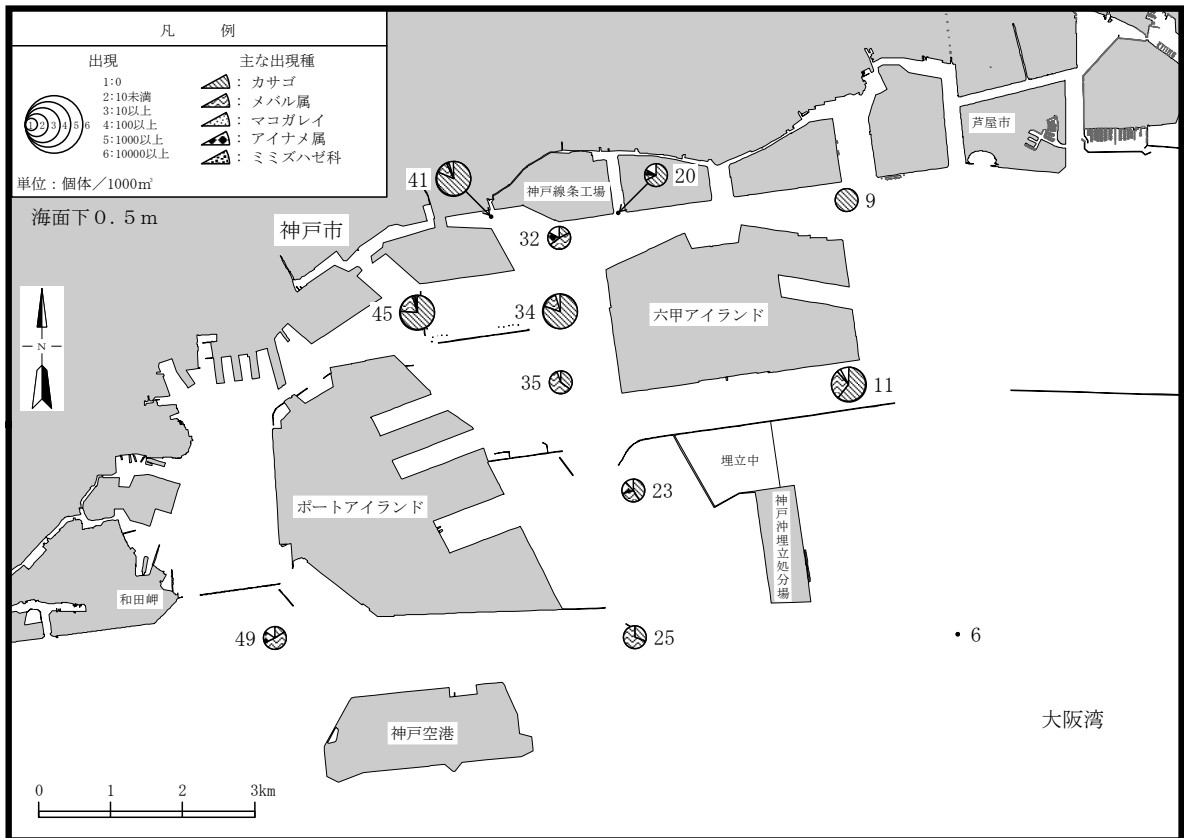 凡 例
出現
1:0
2:10未満
3:10以上
4:100以上
5:1000以上
6:10000以上
1 2 3 4 5 6
主な出現種
: カサゴ
: メバル属
: マコガレイ
: アイナメ属
: ミミズハゼ科
単位：個体／1000㎥
海面下０.５ｍ
芦屋市
41
神戸線条工場
20
9
神戸市
32
45
34
六甲アイランド
N
35
11
埋立中
23
ポートアイランド
神戸沖埋立処分場
和田岬
49
25
6
大阪湾
神戸空港
0 1 2 3km